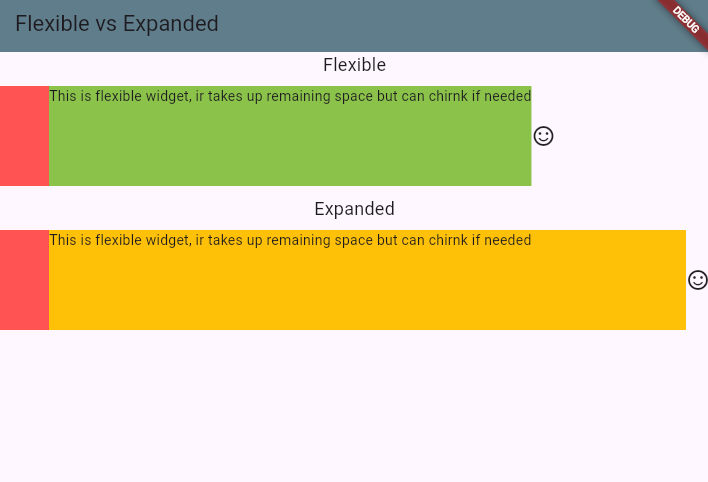 Flexible vs Expanded
DEBUG
Flexible
This is flexible widget, ir takes up remaining space but can chirnk if needed
Expanded
This is flexible widget, ir takes up remaining space but can chirnk if needed